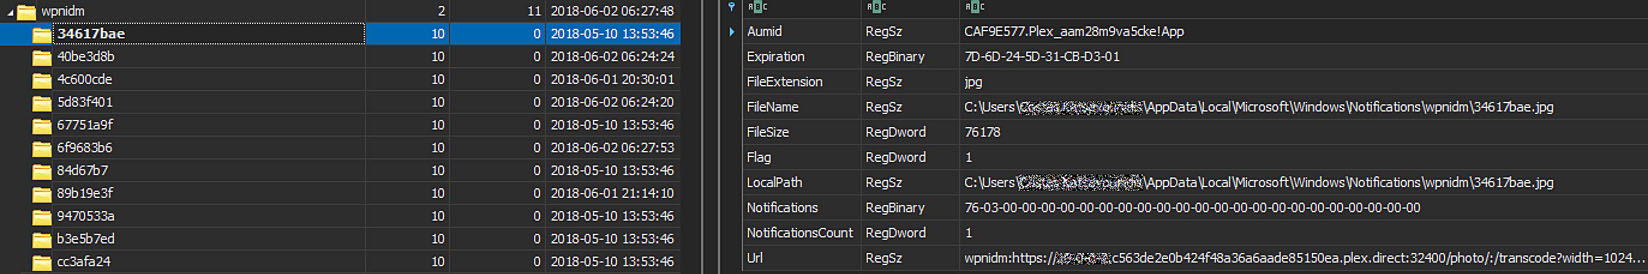 wpnidm 2 11 2018-06-02 06:27:48
34617bae 10 0 2018-05-10 13:53:46
40be3d8b 10 0 2018-06-02 06:24:24
4c600cde 10 0 2018-06-01 20:30:01
5d83f401 10 0 2018-06-02 06:24:20
67751a9f 10 0 2018-05-10 13:53:46
6f9683b6 10 0 2018-06-02 06:27:53
84d67b7 10 0 2018-05-10 13:53:46
89b19e3f 10 0 2018-06-01 21:14:10
9470533a 10 0 2018-05-10 13:53:46
b3e5b7ed 10 0 2018-05-10 13:53:46
cc3afa24 10 0 2018-05-10 13:53:46
ABC ABC ABC
Aumid RegSz CAF9E577.Plex_aam28m9va5cke!App
Expiration RegBinary 7D-6D-24-5D-31-CB-D3-01
FileExtension RegSz jpg
FileName RegSz C:\Users\ \AppData\Local\Microsoft\Windows\Notifications\wpnidm\34617bae.jpg
FileSize RegDword 76178
Flag RegDword 1
LocalPath RegSz C:\Users\ \AppData\Local\Microsoft\Windows\Notifications\wpnidm\34617bae.jpg
Notifications RegBinary 76-03-00-00-00-00-00-00-00-00-00-00-00-00-00-00-00-00-00-00-00-00-00-00
NotificationsCount RegDword 1
Url RegSz wpnidm:https:// c563de2e0b424f48a36a6aade85150ea.plex.direct:32400/photo/:/transcode?width=1024...